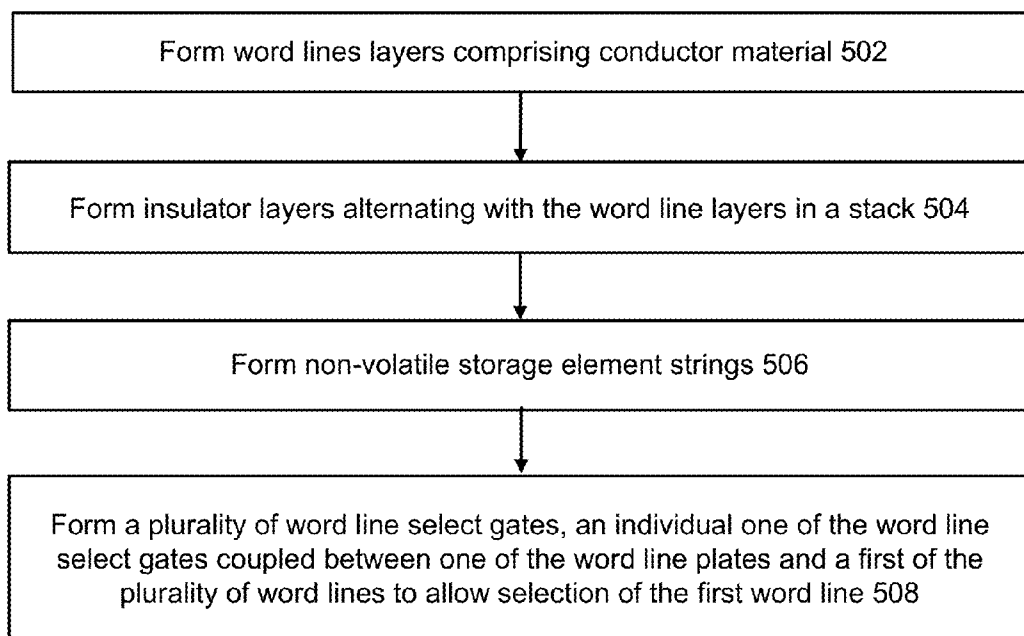 Form word lines layers comprising conductor material 502
Form insulator layers alternating with the word line layers in a stack 504
Form non-volatile storage element strings 506
Form a plurality of word line select gates, an individual one of the word line
select gates coupled between one of the word line plates and a first of the
plurality of word lines to allow selection of the first word line 508